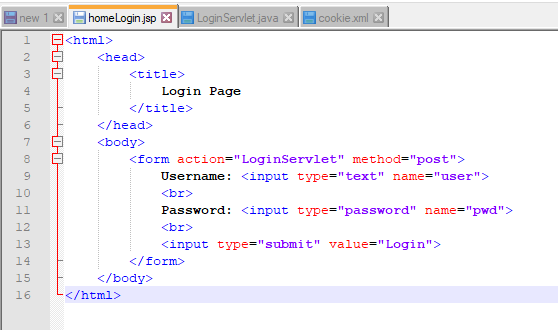 new 1 homeLogin.jsp LoginServlet.java cookie.xml
1 <html>
2 <head>
3 <title>
4 Login Page
5 </title>
6 </head>
7 <body>
8 <form action="LoginServlet" method="post">
9 Username: <input type="text" name="user">
10 <br>
11 Password: <input type="password" name="pwd">
12 <br>
13 <input type="submit" value="Login">
14 </form>
15 </body>
16 </html>